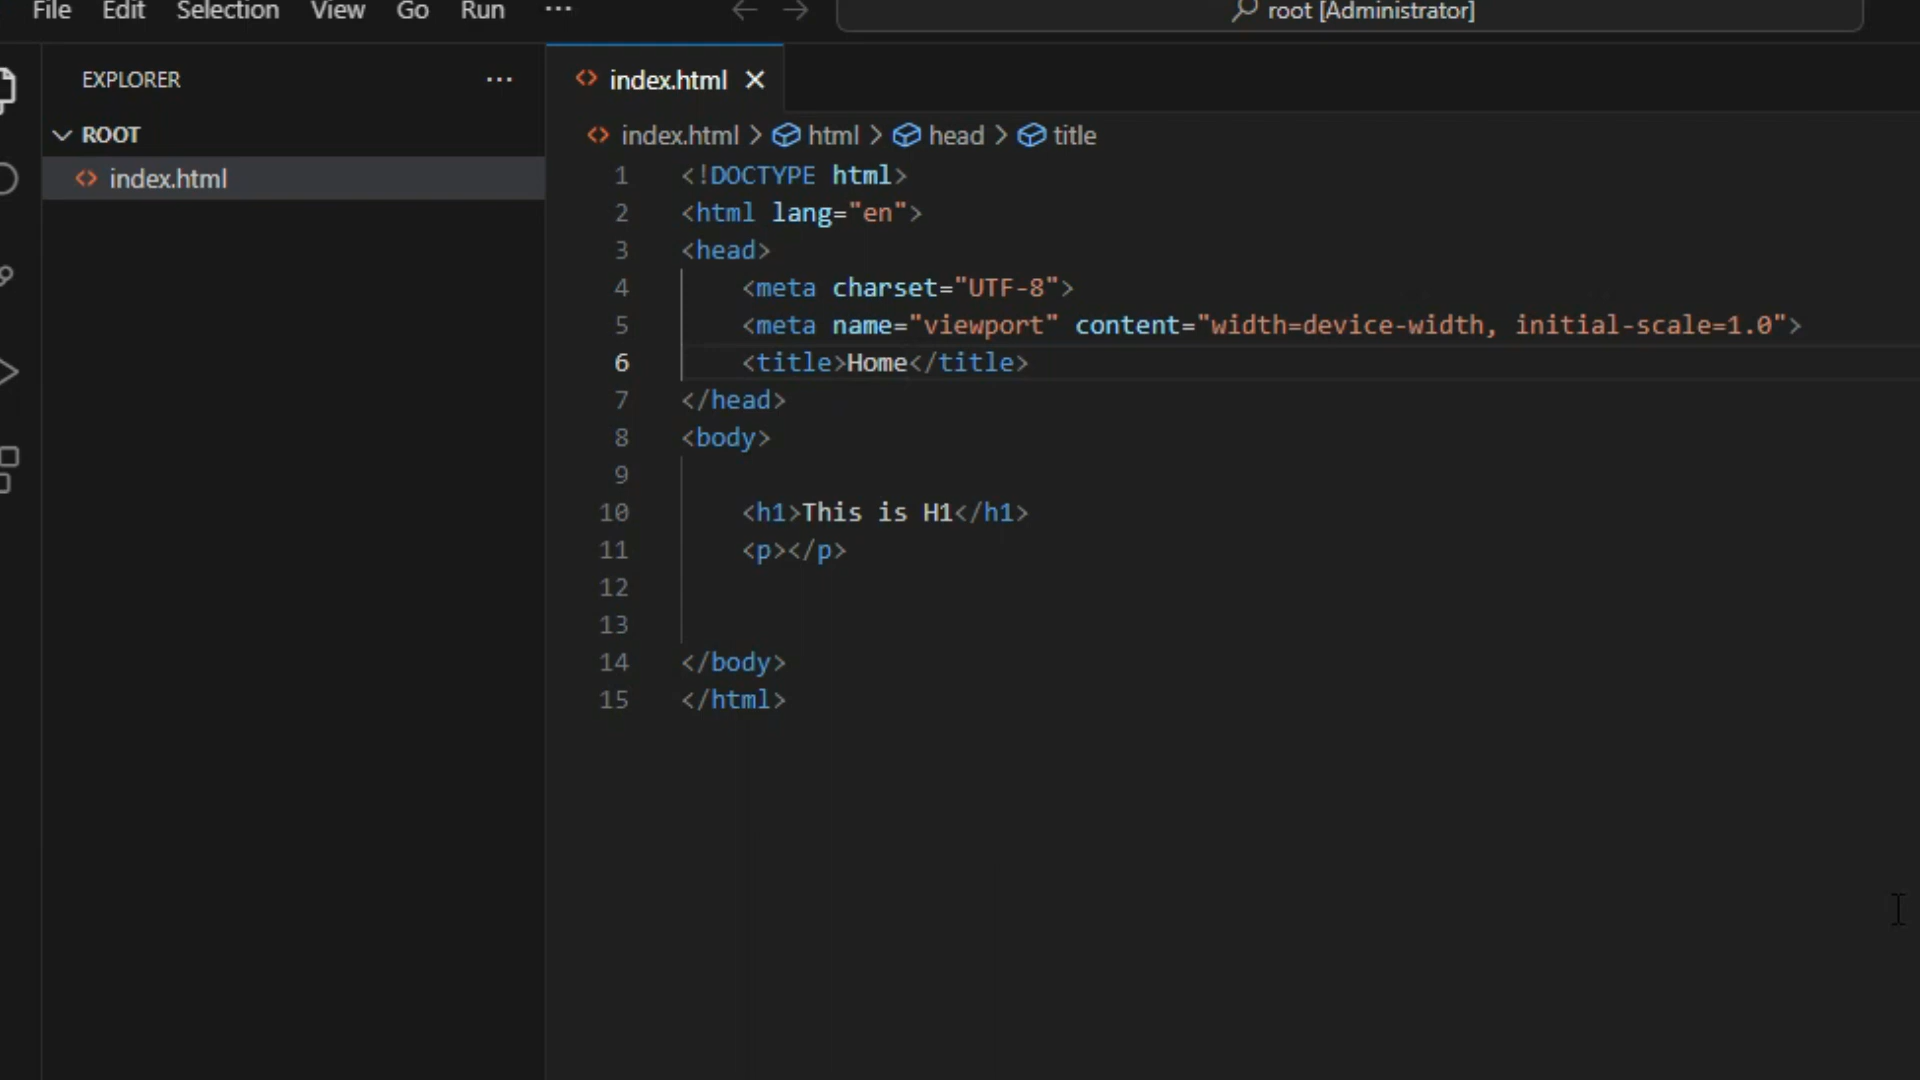 File Edit Selection View Go Run ···
root [Administrator]
EXPLORER ···
ROOT
index.html
index.html
index.html > html > head > title
1 <!DOCTYPE html>
2 <html lang="en">
3 <head>
4     <meta charset="UTF-8">
5     <meta name="viewport" content="width=device-width, initial-scale=1.0">
6     <title>Home</title>
7 </head>
8 <body>
9
10     <h1>This is H1</h1>
11     <p></p>
12
13
14 </body>
15 </html>